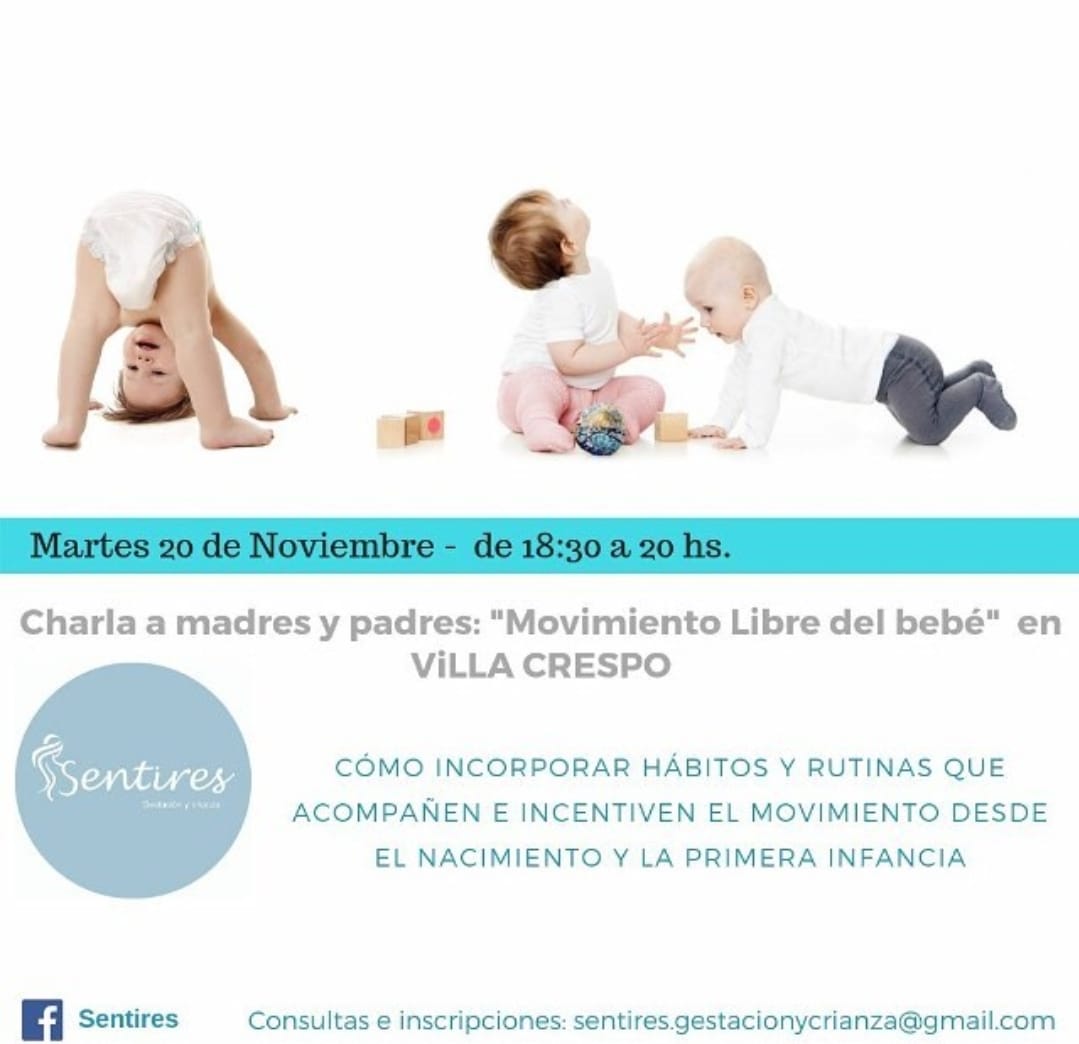 Martes 20 de Noviembre - de 18:30 a 20 hs.
Charla a madres y padres: "Movimiento Libre del bebé" en
ViLLA CRESPO
Sentires
CÓMO INCORPORAR HÁBITOS Y RUTINAS QUE
ACOMPAÑEN E INCENTIVEN EL MOVIMIENTO DESDE
EL NACIMIENTO Y LA PRIMERA INFANCIA
Sentires
Consultas e inscripciones: sentires.gestacionycrianza@gmail.com